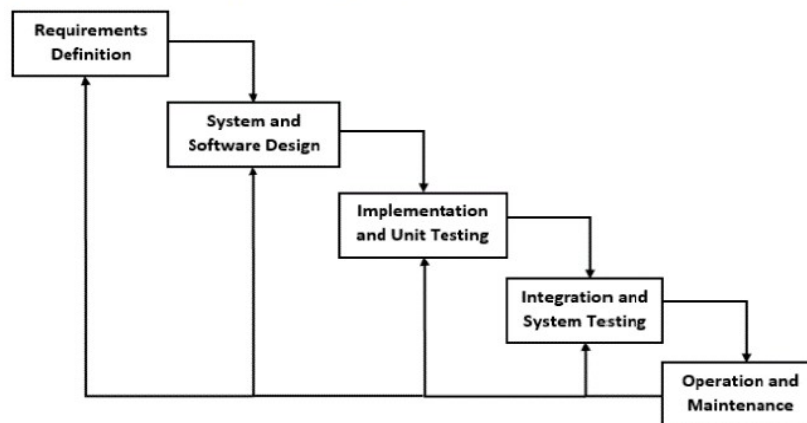 Requirements
Definition
System and
Software Design
Implementation
and Unit Testing
Integration and
System Testing
Operation and
Maintenance